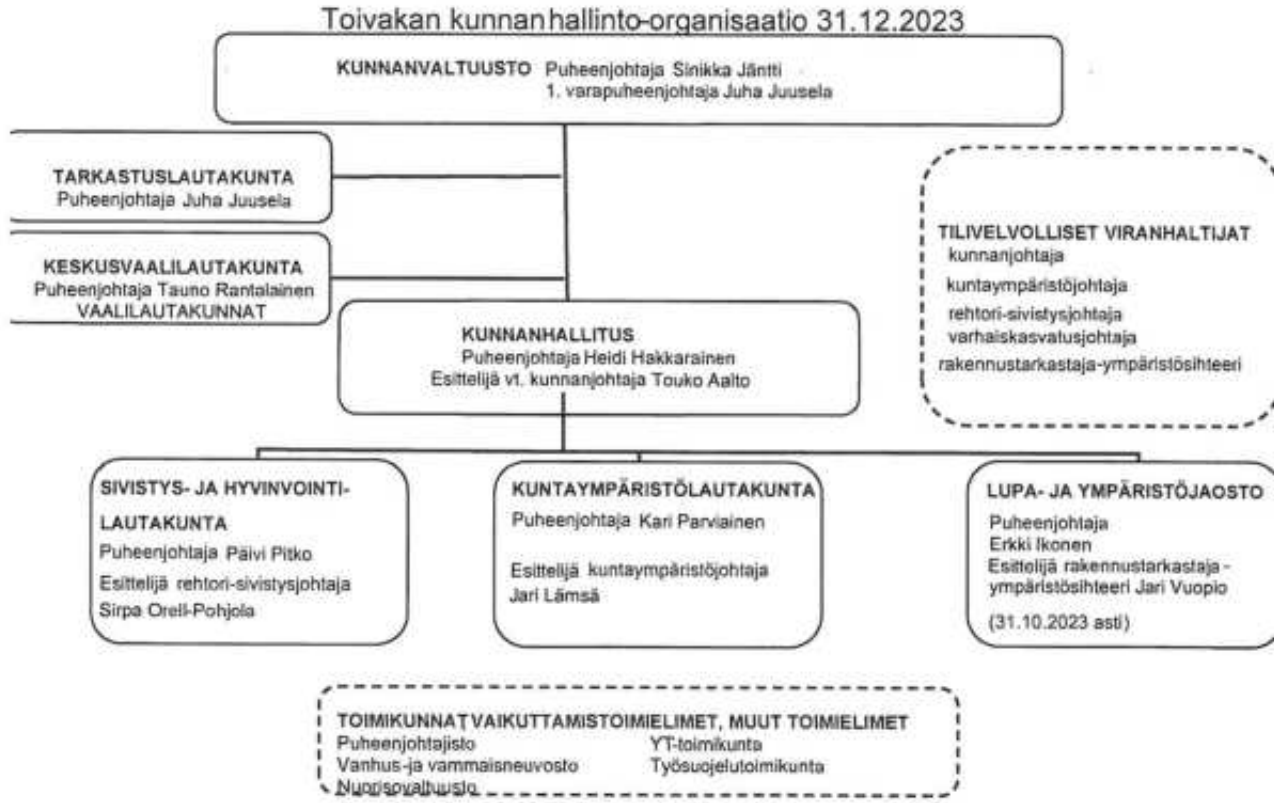 Toivakan kunnanhallinto-organisaatio 31.12.2023
KUNNANVALTUUSTO Puheenjohtaja Sinikka Jäntti
1. varapuheenjohtaja Juha Juusela
TARKASTUSLAUTAKUNTA
Puheenjohtaja Juha Juusela
KESKUSVAALILAUTAKUNTA
Puheenjohtaja Tauno Rantalainen
VAALILAUTAKUNNAT
TILIVELVOLLISET VIRANHALTIJAT
kunnanjohtaja
kuntaympäristöjohtaja
rehtori-sivistysjohtaja
varhaiskasvatusjohtaja
rakennustarkastaja-ympäristösihteeri
KUNNANHALLITUS
Puheenjohtaja Heidi Hakkarainen
Esittelijä vt. kunnanjohtaja Touko Aalto
SIVISTYS- JA HYVINVOINTI-
LAUTAKUNTA
Puheenjohtaja Päivi Pitko
Esittelijä rehtori-sivistysjohtaja
Sirpa Orell-Pohjola
KUNTAYMPÄRISTÖLAUTAKUNTA
Puheenjohtaja Kari Parviainen
Esittelijä kuntaympäristöjohtaja
Jari Lämsä
LUPA- JA YMPÄRISTÖJAOSTO
Puheenjohtaja
Erkki Ikonen
Esittelijä rakennustarkastaja-
ympäristösihteeri Jari Vuopio
(31.10.2023 asti)
TOIMIKUNNAT, VAIKUTTAMISTOIMIELIMET, MUUT TOIMIELIMET
Puheenjohtajisto YT-toimikunta
Vanhus-ja vammaisneuvosto Työsuojelutoimikunta
Nuorisovaltuusto